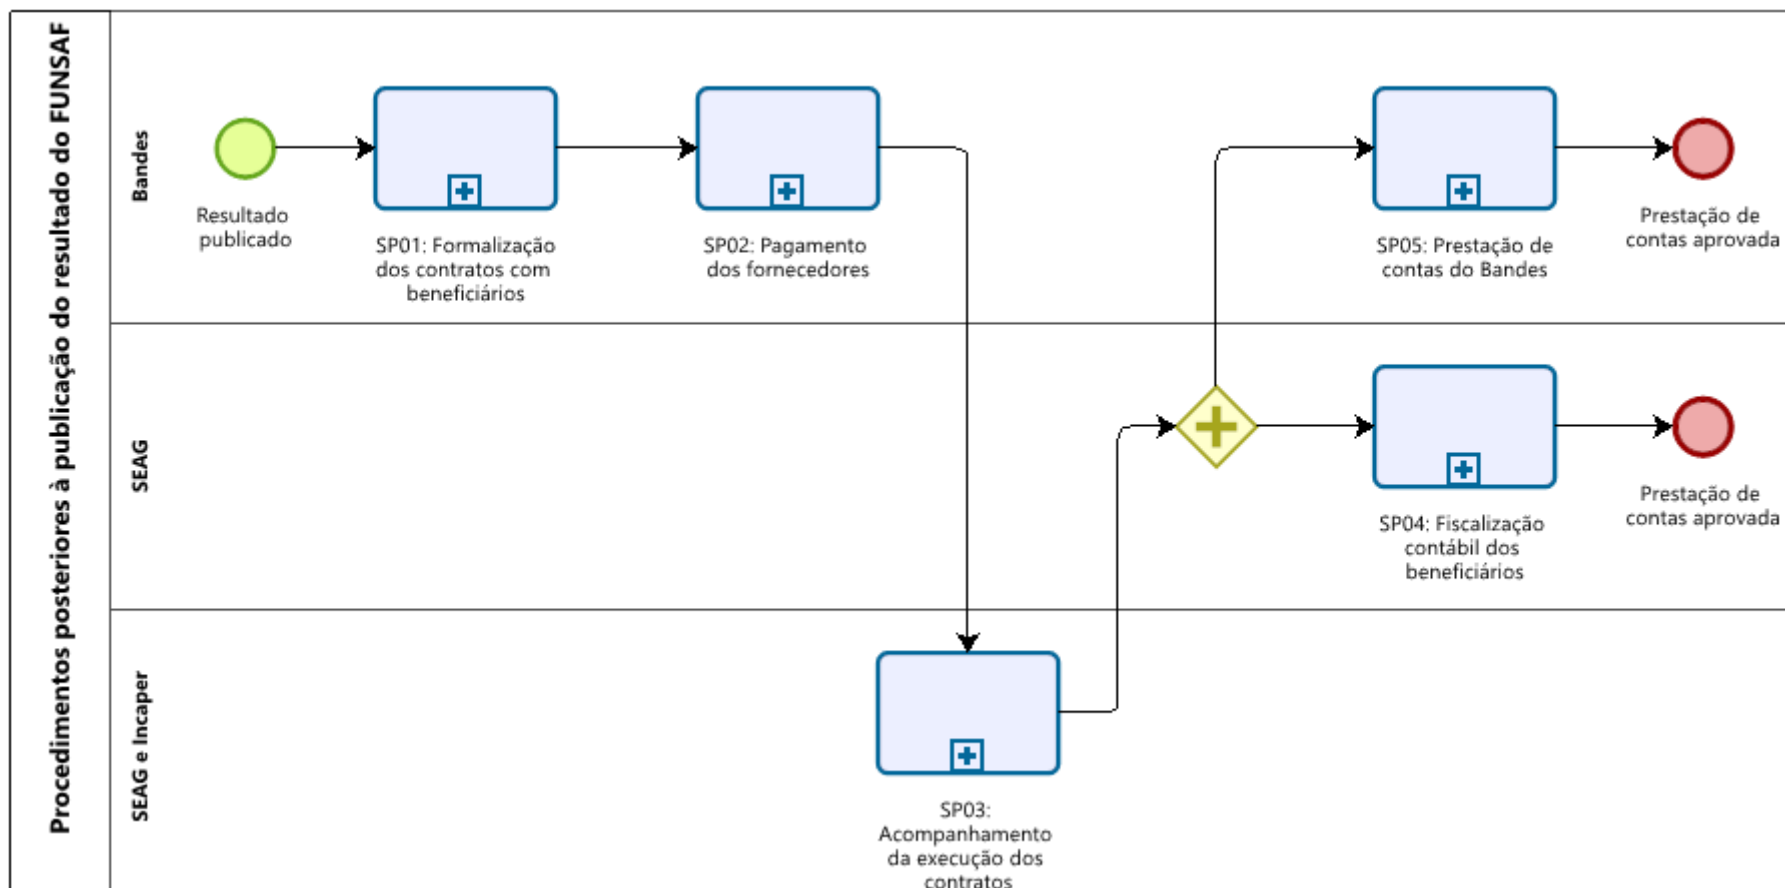 Procedimentos posteriores à publicação do resultado do FUNSAF
Bandes
Resultado
publicado
SP01: Formalização
dos contratos com
beneficiários
SP02: Pagamento
dos fornecedores
SP05: Prestação de
contas do Bandes
Prestação de
contas aprovada
SEAG
SP04: Fiscalização
contábil dos
beneficiários
Prestação de
contas aprovada
SEAG e Incaper
SP03:
Acompanhamento
da execução dos
contratos